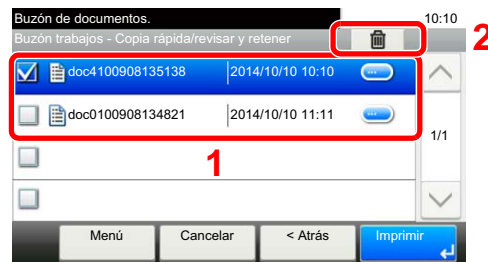 Buzón de documentos. 10:10
Buzón trabajos - Copia rápida/revisar y retener
2
doc4100908135138 2014/10/10 10:10
doc0100908134821 2014/10/10 11:11
1/1
1
Menú Cancelar < Atrás Imprimir